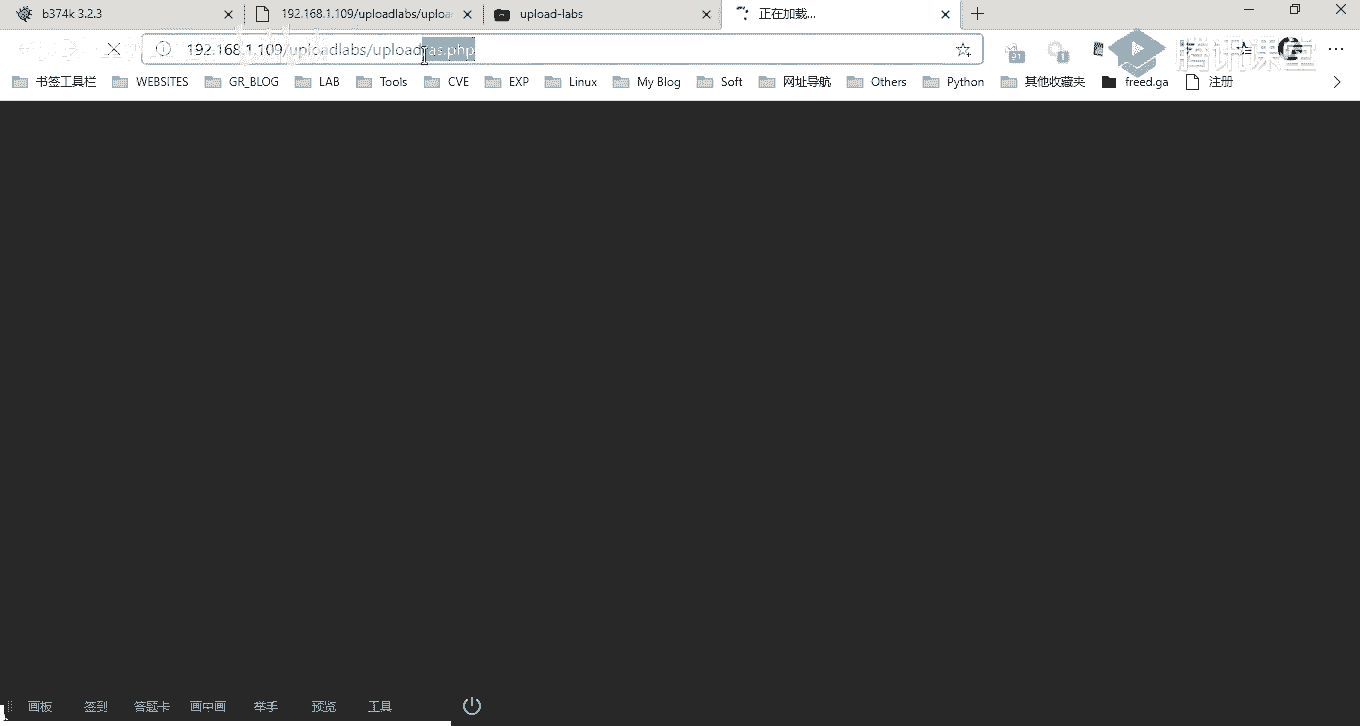 b374k 3.2.3 192.168.1.109/uploadlabs/uploa upload-labs 正在加载...
192.168.1.109/uploadlabs/upload/as.php 腾讯课堂
书签工具栏 WEBSITES GR_BLOG LAB Tools CVE EXP Linux My Blog Soft 网址导航 Others Python 其他收藏夹 freed.ga 注册
画板 签到 答题卡 画中画 举手 预览 工具